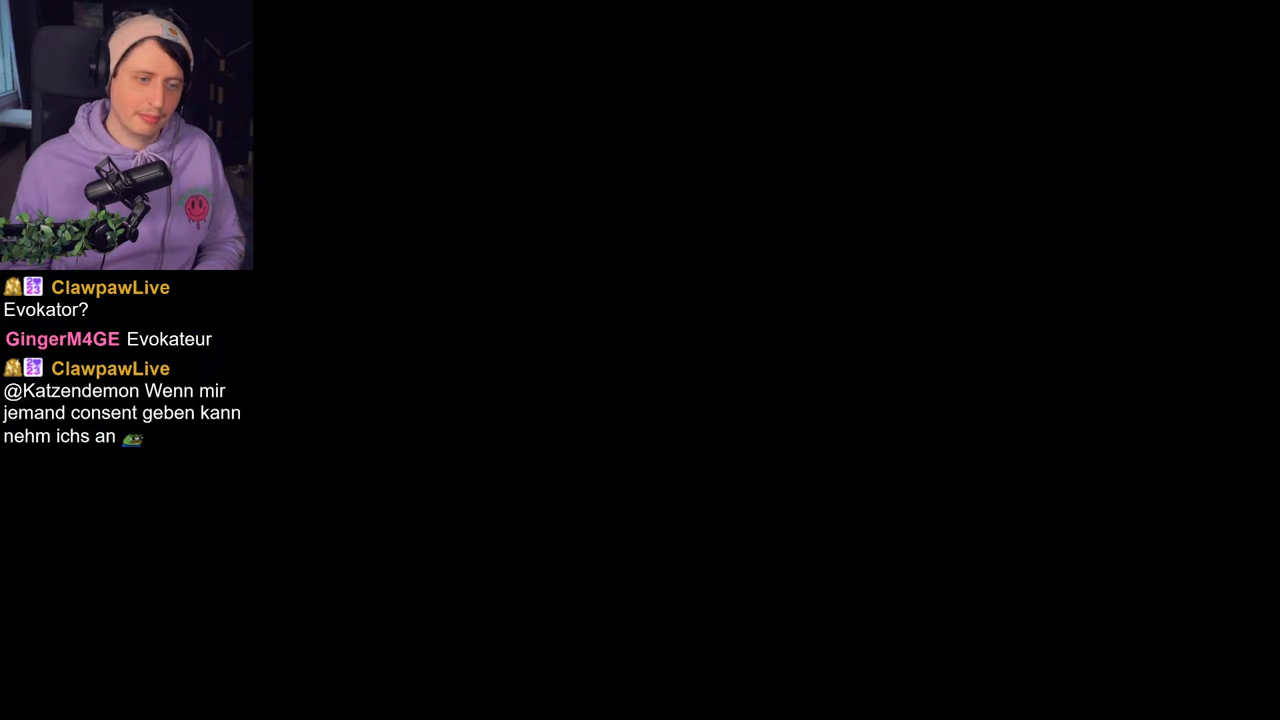 ClawpawLive
Evokator?
GingerM4GE Evokateur
ClawpawLive
@Katzendemon Wenn mir
jemand consent geben kann
nehm ichs an